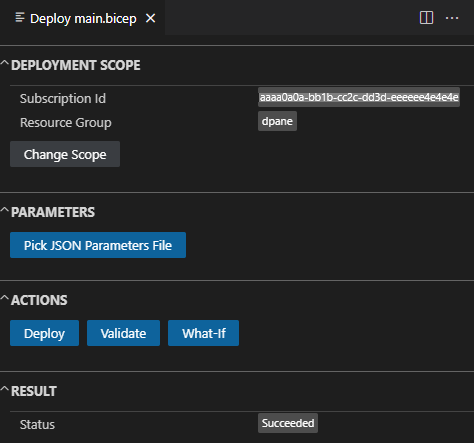 Deploy main.bicep
DEPLOYMENT SCOPE
Subscription Id aaaa0a0a-bb1b-cc2c-dd3d-eeeeee4e4e4e
Resource Group dpane
Change Scope
PARAMETERS
Pick JSON Parameters File
ACTIONS
Deploy Validate What-If
RESULT
Status Succeeded